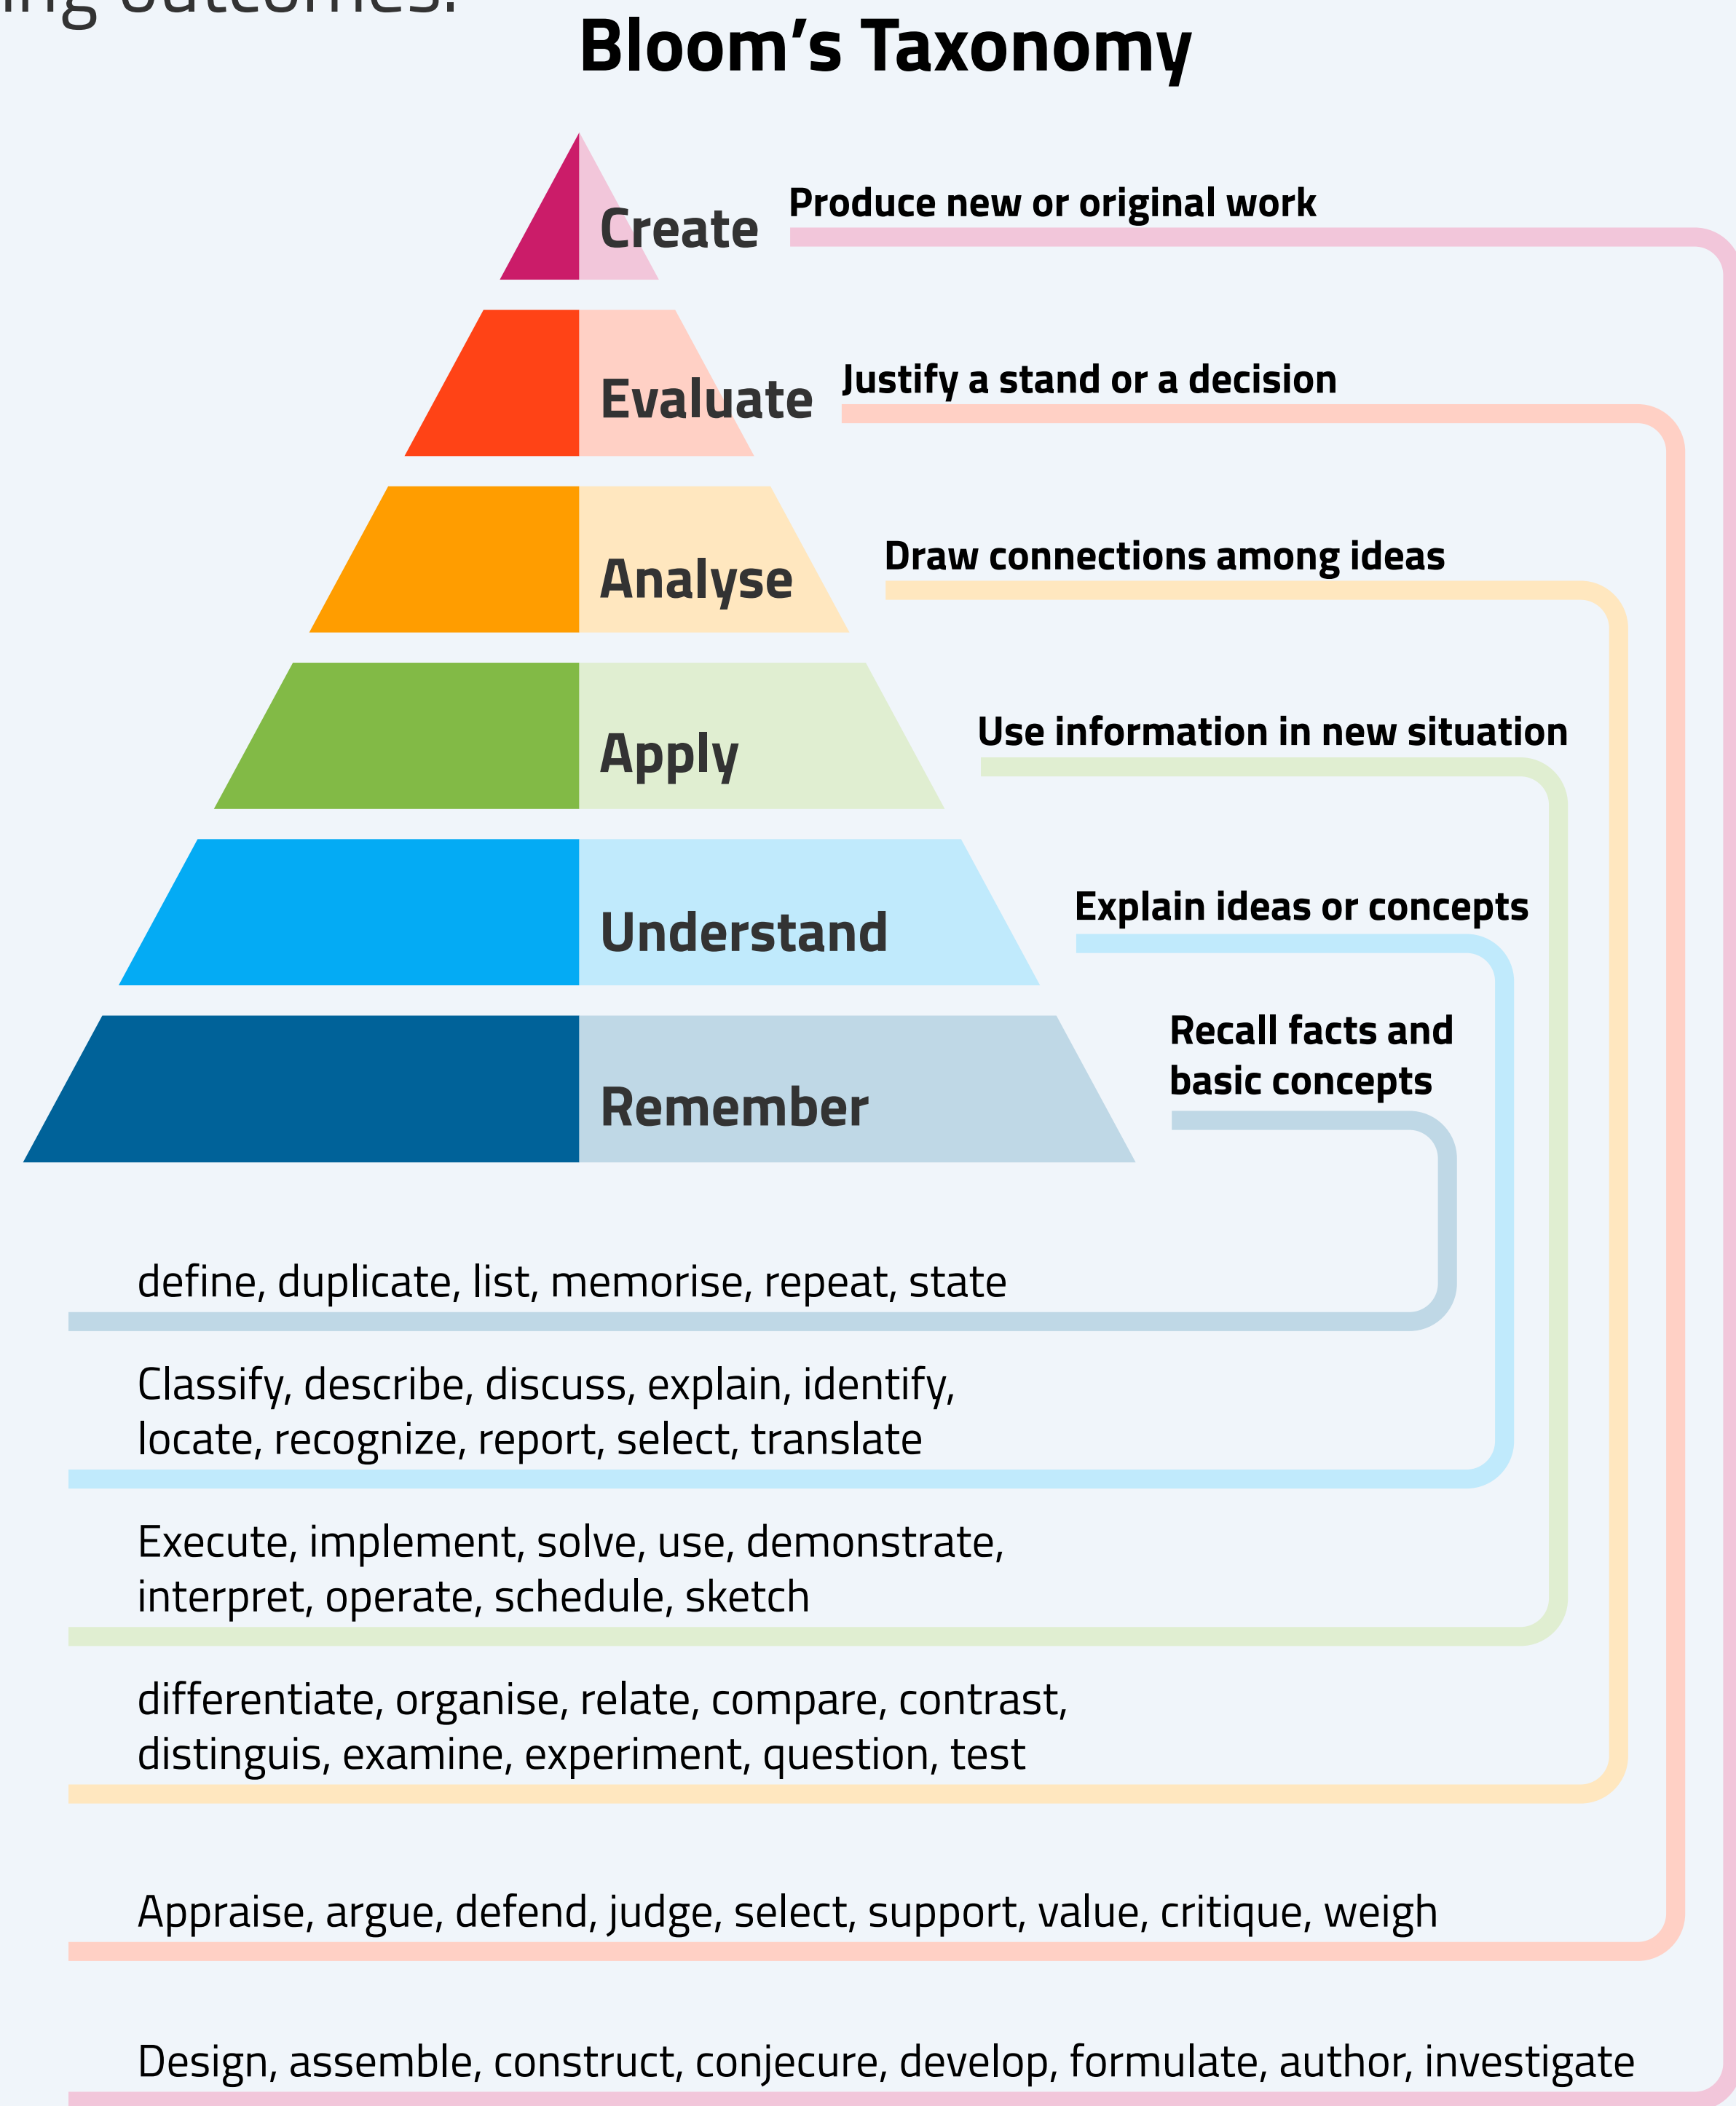 outcomes.
Bloom's Taxonomy
Create
Produce new or original work
Evaluate
Justify a stand or a decision
Analyse
Draw connections among ideas
Apply
Use information in new situation
Understand
Explain ideas or concepts
Remember
Recall facts and
basic concepts
define, duplicate, list, memorise, repeat, state
Classify, describe, discuss, explain, identify,
locate, recognize, report, select, translate
Execute, implement, solve, use, demonstrate,
interpret, operate, schedule, sketch
differentiate, organise, relate, compare, contrast,
distinguis, examine, experiment, question, test
Appraise, argue, defend, judge, select, support, value, critique, weigh
Design, assemble, construct, conjecure, develop, formulate, author, investigate